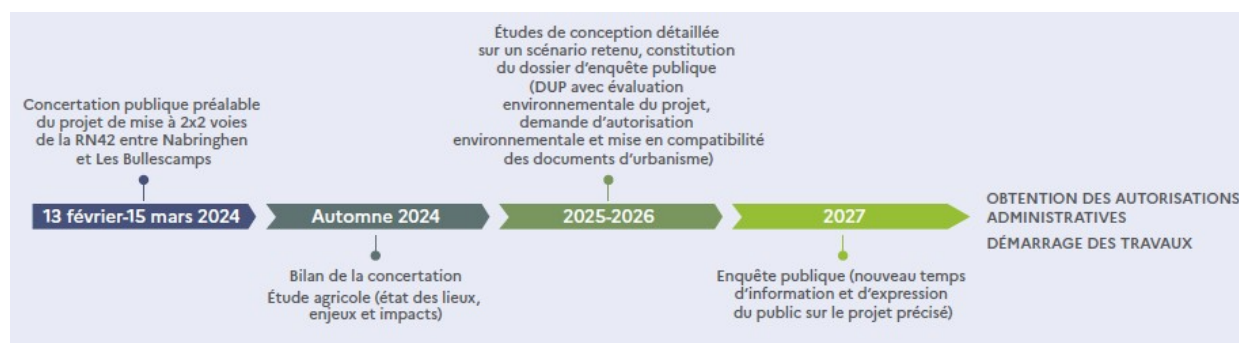 Études de conception détaillée
sur un scénario retenu, constitution
du dossier d'enquête publique
(DUP avec évaluation
environnementale du projet,
demande d'autorisation
environnementale et mise en compatibilité
des documents d'urbanisme)
Concertation publique préalable
du projet de mise à 2x2 voies
de la RN42 entre Nabringhen
et Les Bullescamps
13 février-15 mars 2024
Automne 2024
2025-2026
2027
OBTENTION DES AUTORISATIONS
ADMINISTRATIVES
DÉMARRAGE DES TRAVAUX
Bilan de la concertation
Étude agricole (état des lieux,
enjeux et impacts)
Enquête publique (nouveau temps
d'information et d'expression
du public sur le projet précisé)